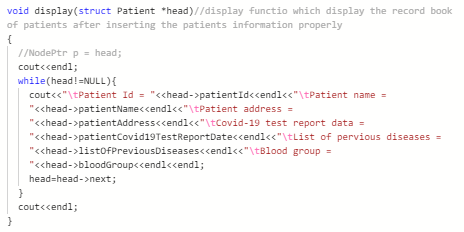 void display(struct Patient *head)//display functio which display the record book
of patients after inserting the patients information properly
{
//NodePtr p = head;
cout<<endl;
while(head!=NULL){
cout<<"\tPatient Id = "<<head->patientId<<endl<<"\tPatient name =
"<<head->patientName<<endl<<"\tPatient address =
"<<head->patientAddress<<endl<<"\tCovid-19 test report data =
"<<head->patientCovid19TestReportDate<<endl<<"\tList of pervious diseases =
"<<head->listOfPreviousDiseases<<endl<<"\tBlood group =
"<<head->bloodGroup<<endl<<endl;
head=head->next;
}
cout<<endl;
}